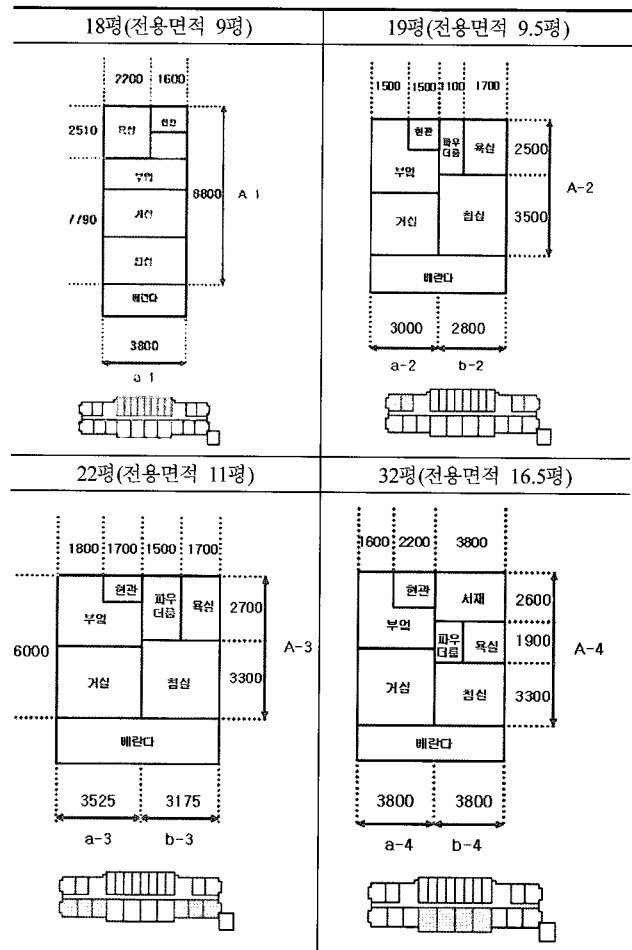 18평(전용면적 9평)
19평(전용면적 9.5평)
2200 1600
2510
7790
욕실
현관
부엌
거실
침실
베란다
8800
A-1
3800
a-1
1500 1500 1100 1700
현관
파우더룸
욕실
부엌
거실
침실
베란다
2500
3500
A-2
3000 2800
a-2 b-2
22평(전용면적 11평)
32평(전용면적 16.5평)
1800 1700 1500 1700
6000
현관
파우더룸
욕실
부엌
거실
침실
베란다
2700
3300
A-3
3525 3175
a-3 b-3
1600 2200 3800
현관
서재
부엌
파우더룸
욕실
거실
침실
베란다
2600
1900
3300
A-4
3800 3800
a-4 b-4